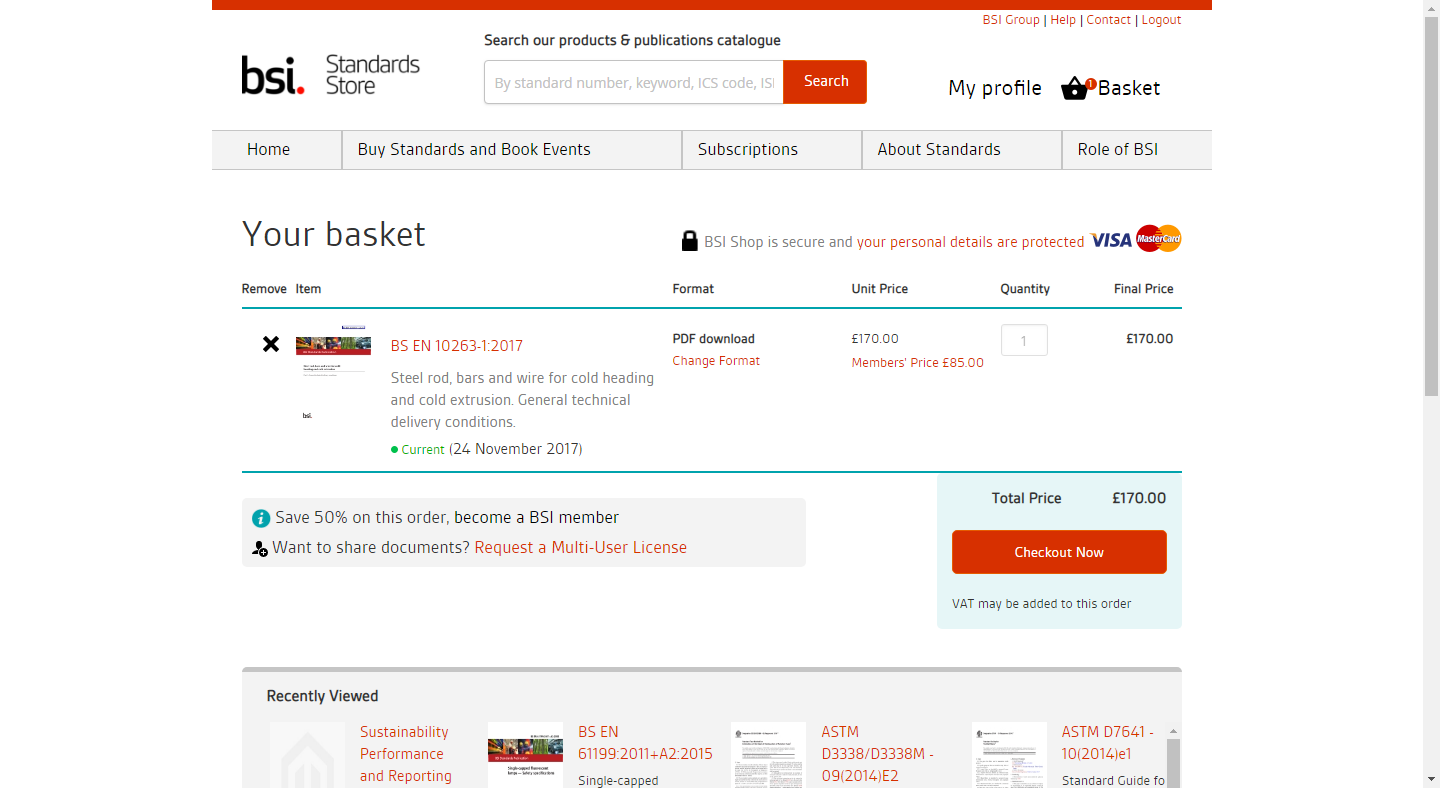 BSI Group | Help | Contact | Logout
Search our products & publications catalogue
bsi. Standards Store
By standard number, keyword, ICS code, ISI
Search
My profile
1
Basket
Home
Buy Standards and Book Events
Subscriptions
About Standards
Role of BSI
Your basket
BSI Shop is secure and your personal details are protected VISA MasterCard
Remove Item Format Unit Price Quantity Final Price
BS EN 10263-1:2017
Steel rod, bars and wire for cold heading
and cold extrusion. General technical
delivery conditions.
Current (24 November 2017)
bsi.
PDF download
Change Format
£170.00
Members' Price £85.00
1
£170.00
Save 50% on this order, become a BSI member
Want to share documents? Request a Multi-User License
Total Price £170.00
Checkout Now
VAT may be added to this order
Recently Viewed
Sustainability
Performance
and Reporting
BS EN
61199:2011+A2:2015
Single-capped
ASTM
D3338/D3338M -
09(2014)E2
ASTM D7641 -
10(2014)e1
Standard Guide fo